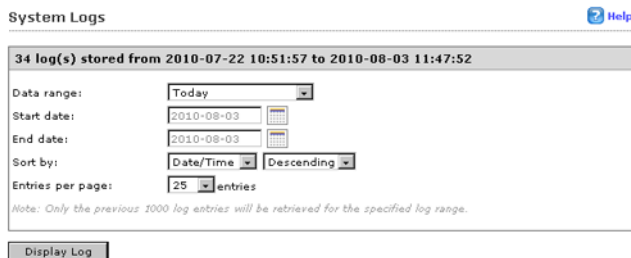 System Logs
Help
34 log(s) stored from 2010-07-22 10:51:57 to 2010-08-03 11:47:52
Data range: Today
Start date: 2010-08-03
End date: 2010-08-03
Sort by: Date/Time Descending
Entries per page: 25 entries
Note: Only the previous 1000 log entries will be retrieved for the specified log range.
Display Log